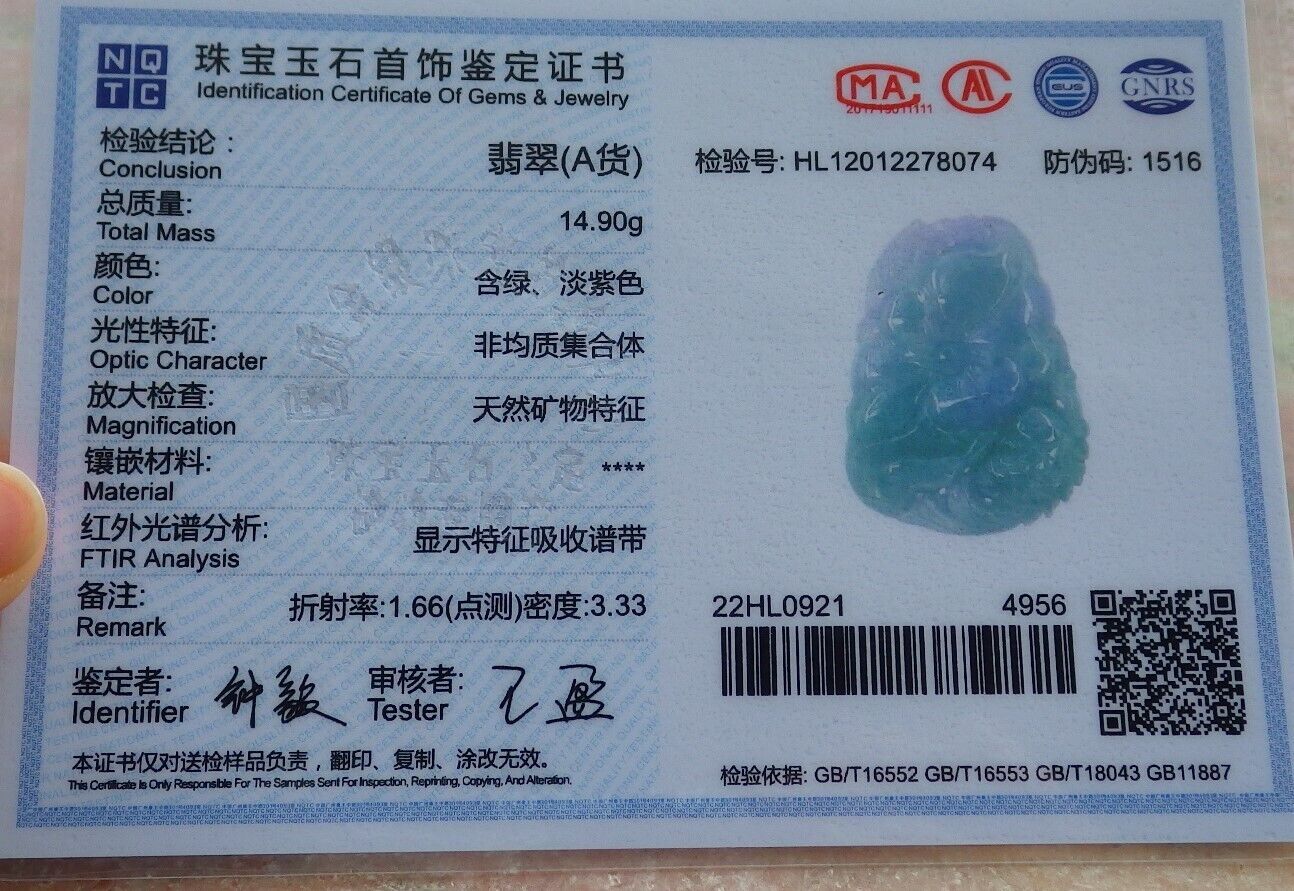 NQTC
珠宝玉石首饰鉴定证书
Identification Certificate Of Gems & Jewelry
检验结论:
Conclusion
翡翠(A货)
总质量:
Total Mass
14.90g
颜色:
Color
含绿、淡紫色
光性特征:
Optic Character
非均质集合体
放大检查:
Magnification
天然矿物特征
镶嵌材料:
Material
****
红外光谱分析:
FTIR Analysis
显示特征吸收谱带
备注:
Remark
折射率:1.66(点测)密度:3.33
鉴定者:
Identifier
审核者:
Tester
本证书仅对送检样品负责，翻印、复制、涂改无效。
This Certificate Is Only Responsible For The Samples Sent For Inspection, Reprinting, Copying, And Alteration.
MA
201719011111
GNRS
检验号: HL12012278074 防伪码: 1516
22HL0921 4956
检验依据: GB/T16552 GB/T16553 GB/T18043 GB11887